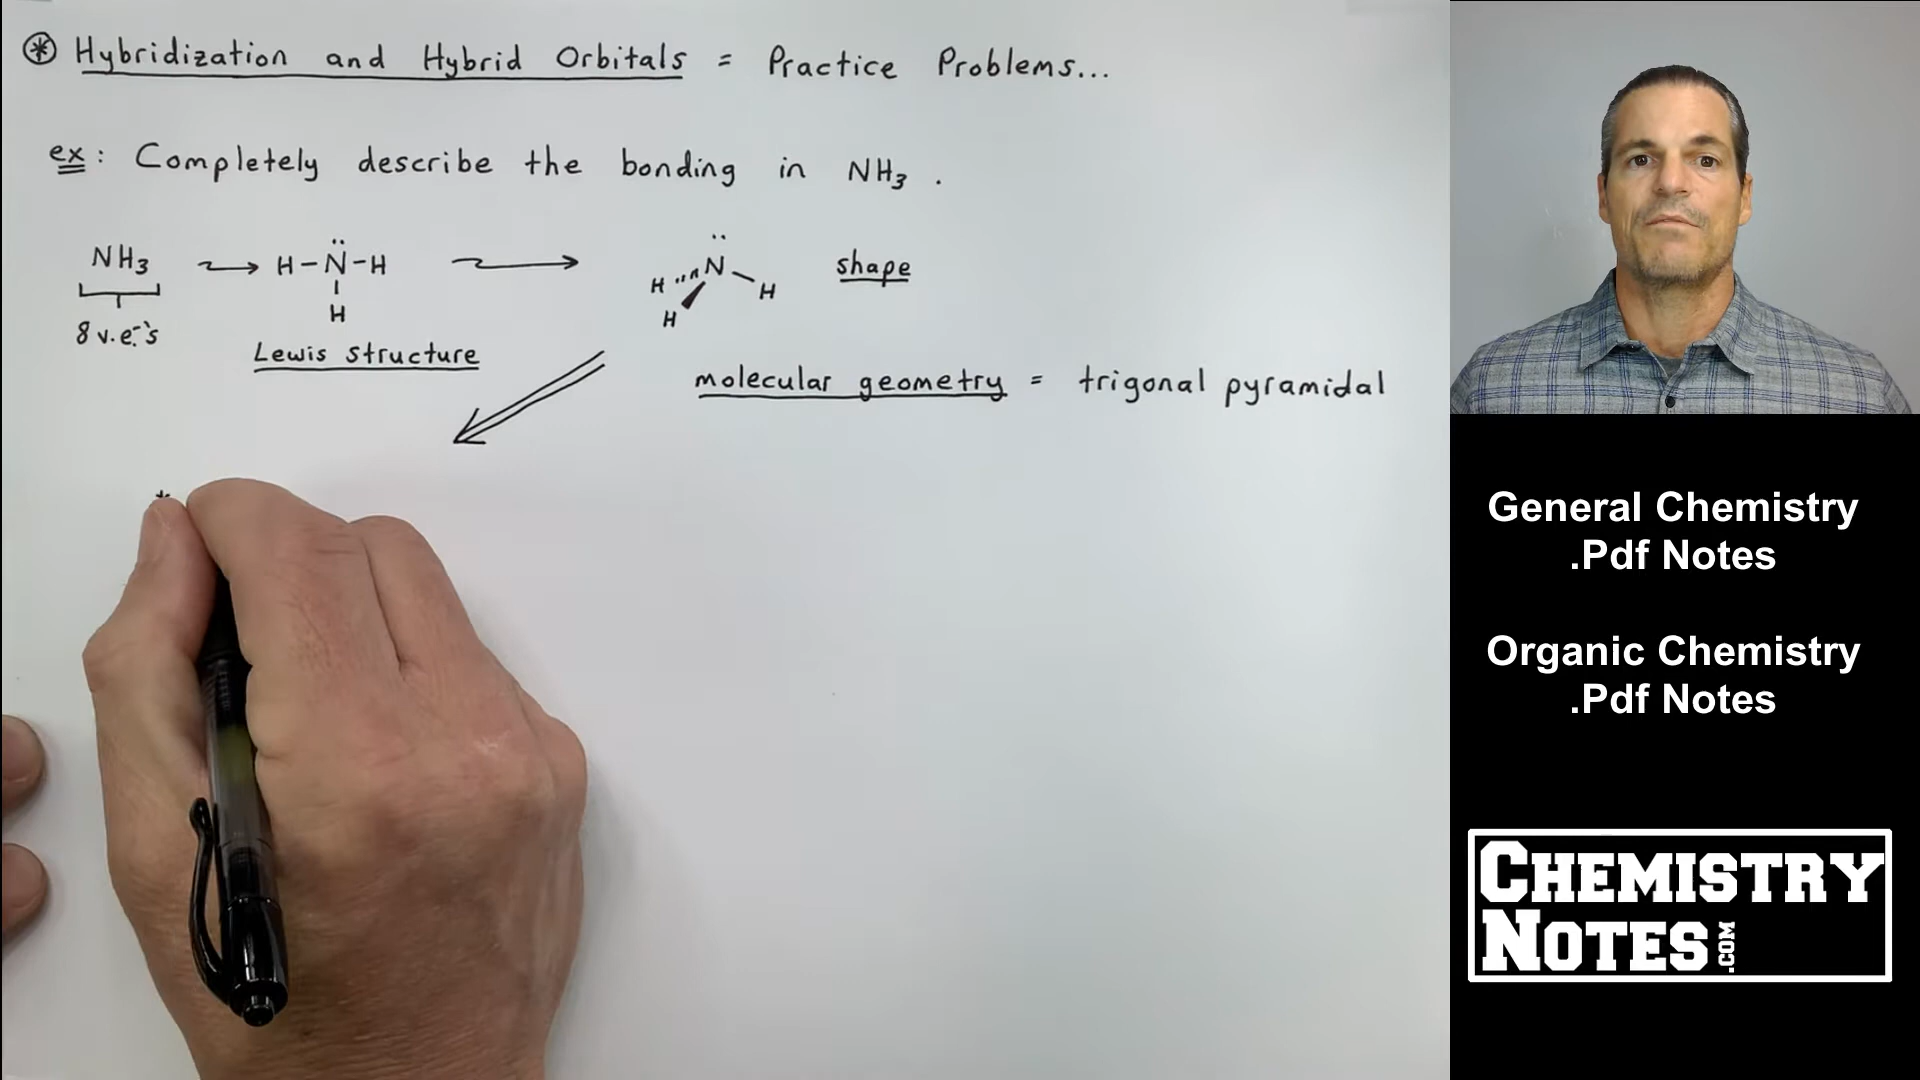 * Hybridization and Hybrid Orbitals = Practice Problems...
ex: Completely describe the bonding in NH3.
NH3
8 v.e-'s
H-N-H
H
Lewis structure
N
H
H
H
shape
molecular geometry = trigonal pyramidal
*
General Chemistry
.Pdf Notes
Organic Chemistry
.Pdf Notes
CHEMISTRY
NOTES.COM